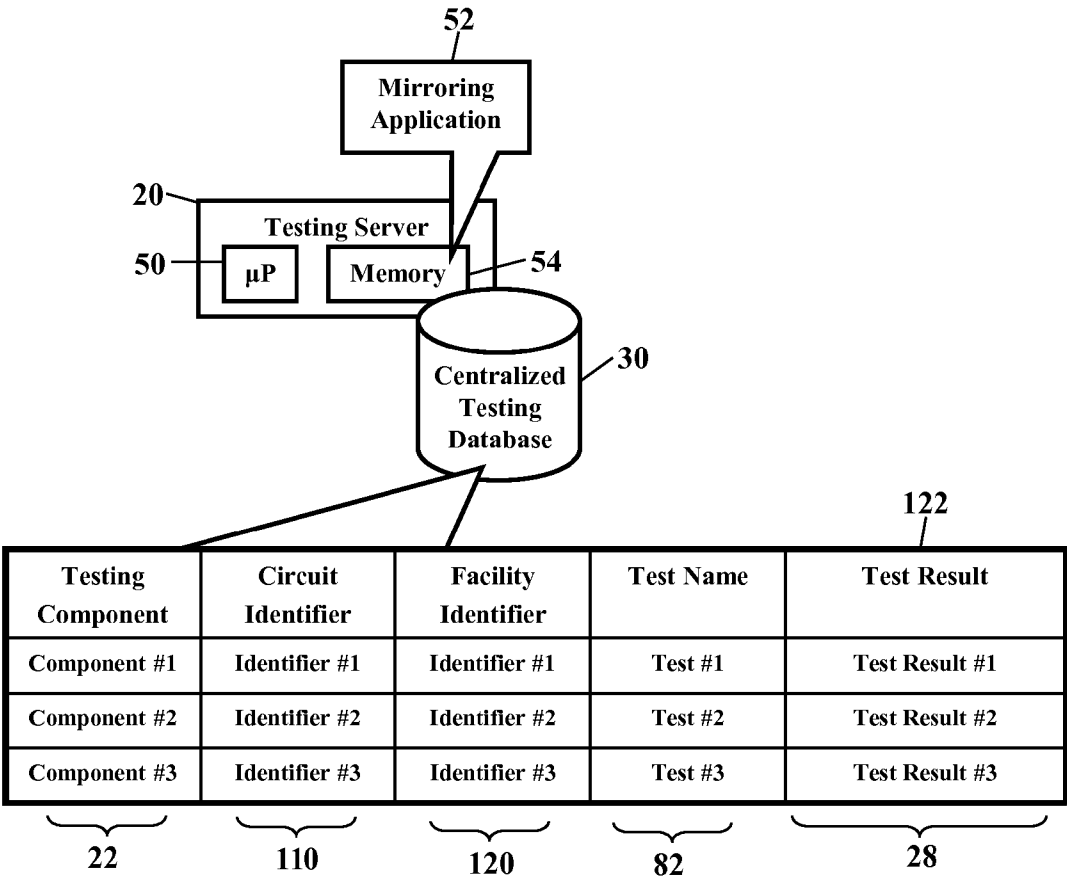 52
Mirroring
Application
20
Testing Server
50
µP
Memory
54
Centralized
Testing
Database
30
122
Testing
Component
Circuit
Identifier
Facility
Identifier
Test Name
Test Result
Component #1
Identifier #1
Identifier #1
Test #1
Test Result #1
Component #2
Identifier #2
Identifier #2
Test #2
Test Result #2
Component #3
Identifier #3
Identifier #3
Test #3
Test Result #3
22
110
120
82
28